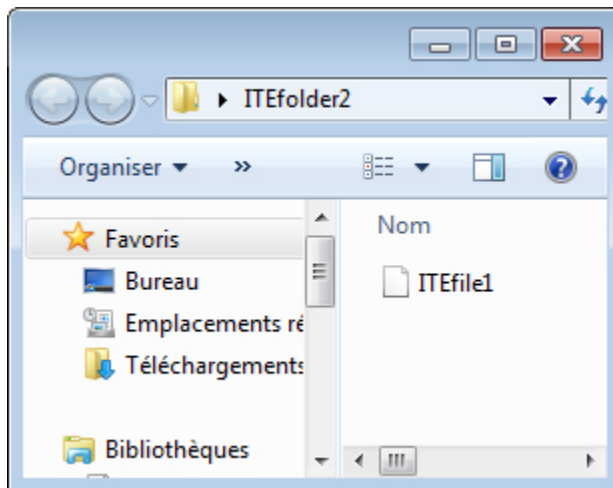 ITEfolder2
Organiser
Favoris
Bureau
Emplacements ré
Téléchargements
Bibliothèques
Nom
ITEfile1